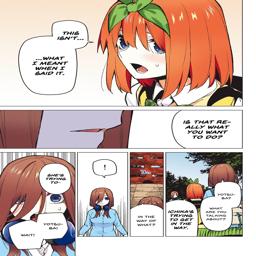 THIS
ISN'T...
...WHAT
I MEANT
WHEN I
SAID IT.
IS THAT RE-
ALLY WHAT
YOU WANT
TO DO?
YOTSU-
BA?
WHAT
ARE YOU
TALKING
ABOUT?
ICHIKA'S
TRYING TO
GET IN
THE WAY.
IN THE
WAY OF
WHAT?
!
SHE'S
TRYING
TO-
YOTSU-
BA!
WAIT!